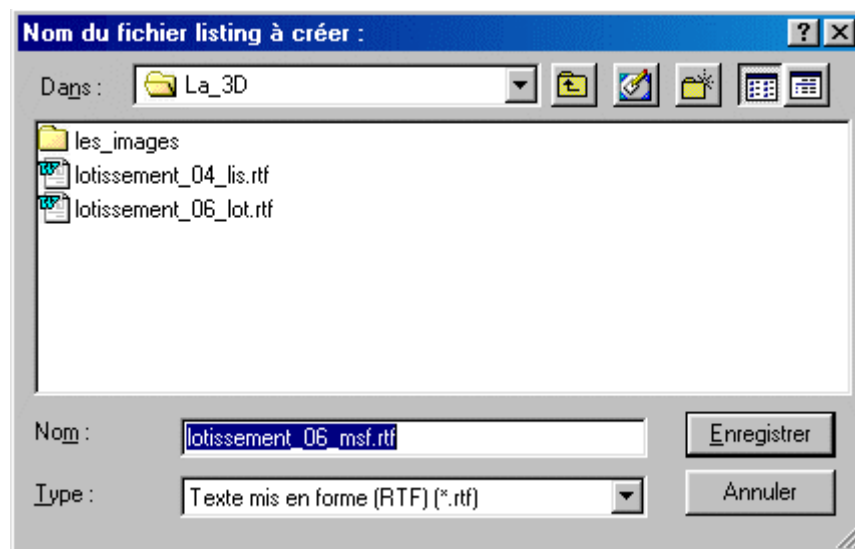 Nom du fichier listing à créer :
Dans : La_3D
les_images
lotissement_04_lis.rtf
lotissement_06_lot.rtf
Nom : lotissement_06_msf.rtf Enregistrer
Type : Texte mis en forme (RTF) (*.rtf) Annuler